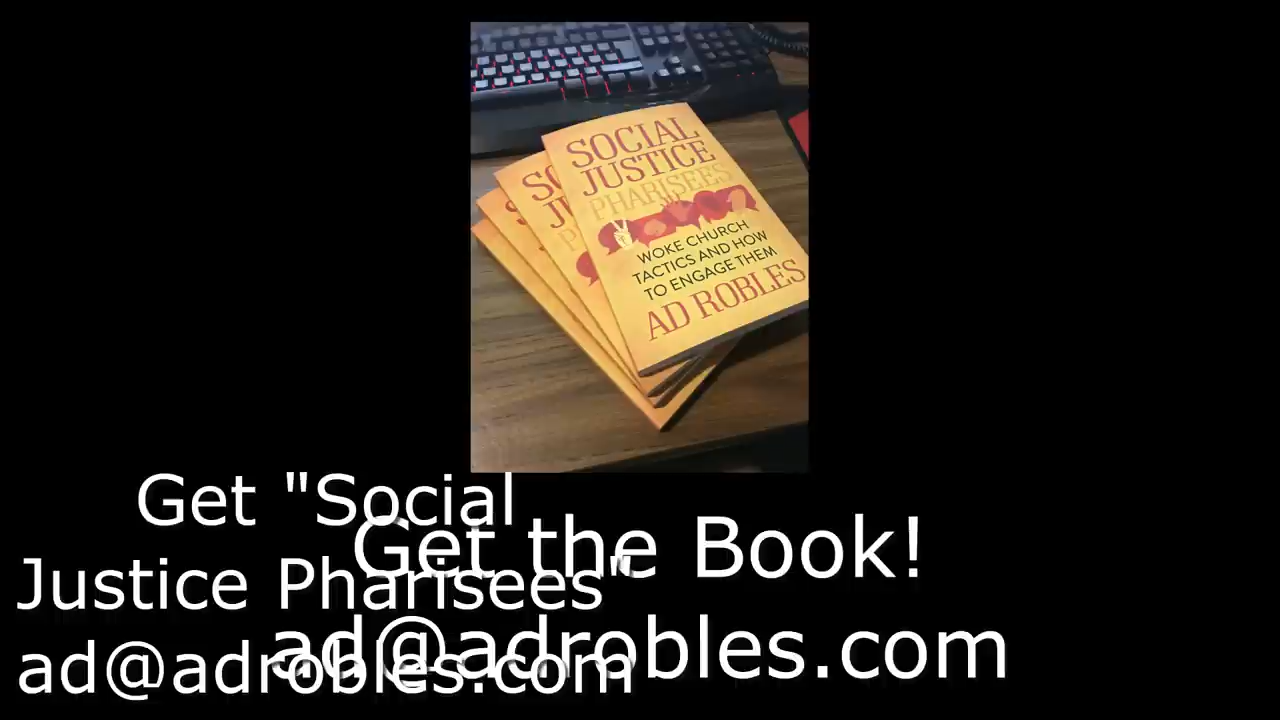 SOCIAL
JUSTICE
PHARISEES
WOKE CHURCH
TACTICS AND HOW
TO ENGAGE THEM
AD ROBLES
Get "Social
Justice Pharisees"
ad@adrobles.com
Get the Book!
ad@adrobles.com